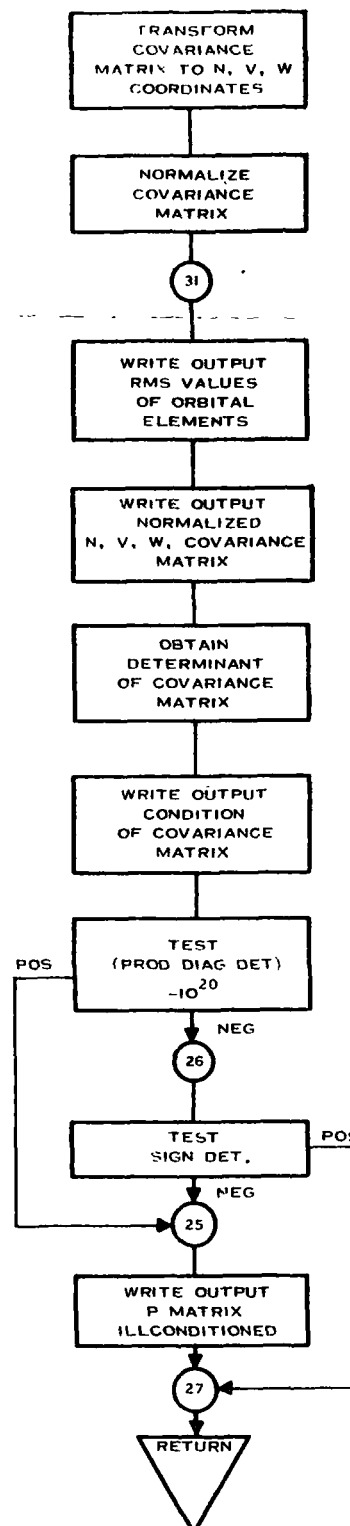 TRANSFORM
COVARIANCE
MATRIX TO N, V, W
COORDINATES
NORMALIZE
COVARIANCE
MATRIX
31
WRITE OUTPUT
RMS VALUES
OF ORBITAL
ELEMENTS
WRITE OUTPUT
NORMALIZED
N, V, W, COVARIANCE
MATRIX
OBTAIN
DETERMINANT
OF COVARIANCE
MATRIX
WRITE OUTPUT
CONDITION
OF COVARIANCE
MATRIX
TEST
(PROD DIAG DET)
-10^20
POS
NEG
26
TEST
SIGN DET.
POS
NEG
25
WRITE OUTPUT
P MATRIX
ILLCONDITIONED
27
RETURN